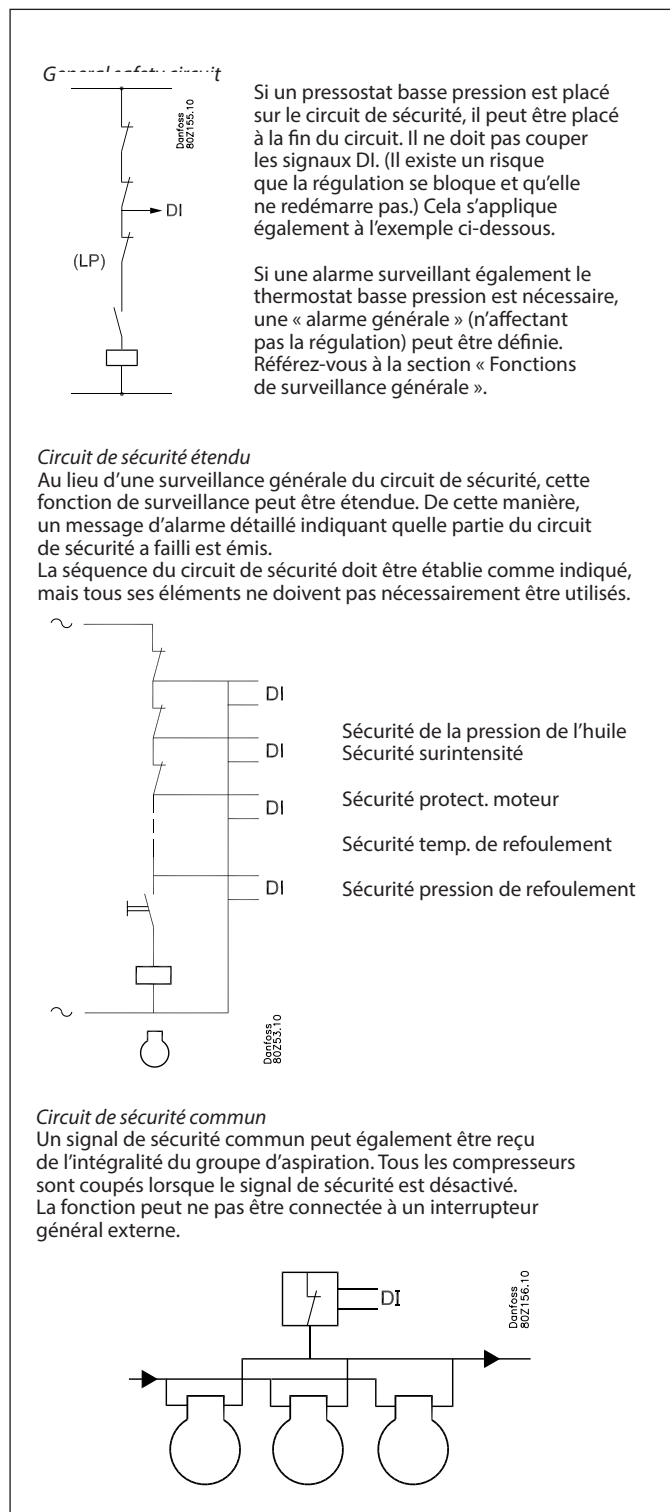 General safety circuit
Danfoss
80Z155.10
DI
(LP)
Si un pressostat basse pression est placé
sur le circuit de sécurité, il peut être placé
à la fin du circuit. Il ne doit pas couper
les signaux DI. (Il existe un risque
que la régulation se bloque et qu’elle
ne redémarre pas.) Cela s’applique
également à l’exemple ci-dessous.
Si une alarme surveillant également le
thermostat basse pression est nécessaire,
une « alarme générale » (n’affectant
pas la régulation) peut être définie.
Référez-vous à la section « Fonctions
de surveillance générale ».
Circuit de sécurité étendu
Au lieu d’une surveillance générale du circuit de sécurité, cette
fonction de surveillance peut être étendue. De cette manière,
un message d’alarme détaillé indiquant quelle partie du circuit
de sécurité a failli est émis.
La séquence du circuit de sécurité doit être établie comme indiqué,
mais tous ses éléments ne doivent pas nécessairement être utilisés.
DI
DI
DI
DI
Sécurité de la pression de l’huile
Sécurité surintensité
Sécurité protect. moteur
Sécurité temp. de refoulement
Sécurité pression de refoulement
Danfoss
80Z53.10
Circuit de sécurité commun
Un signal de sécurité commun peut également être reçu
de l’intégralité du groupe d’aspiration. Tous les compresseurs
sont coupés lorsque le signal de sécurité est désactivé.
La fonction peut ne pas être connectée à un interrupteur
général externe.
DI
Danfoss
80Z156.10